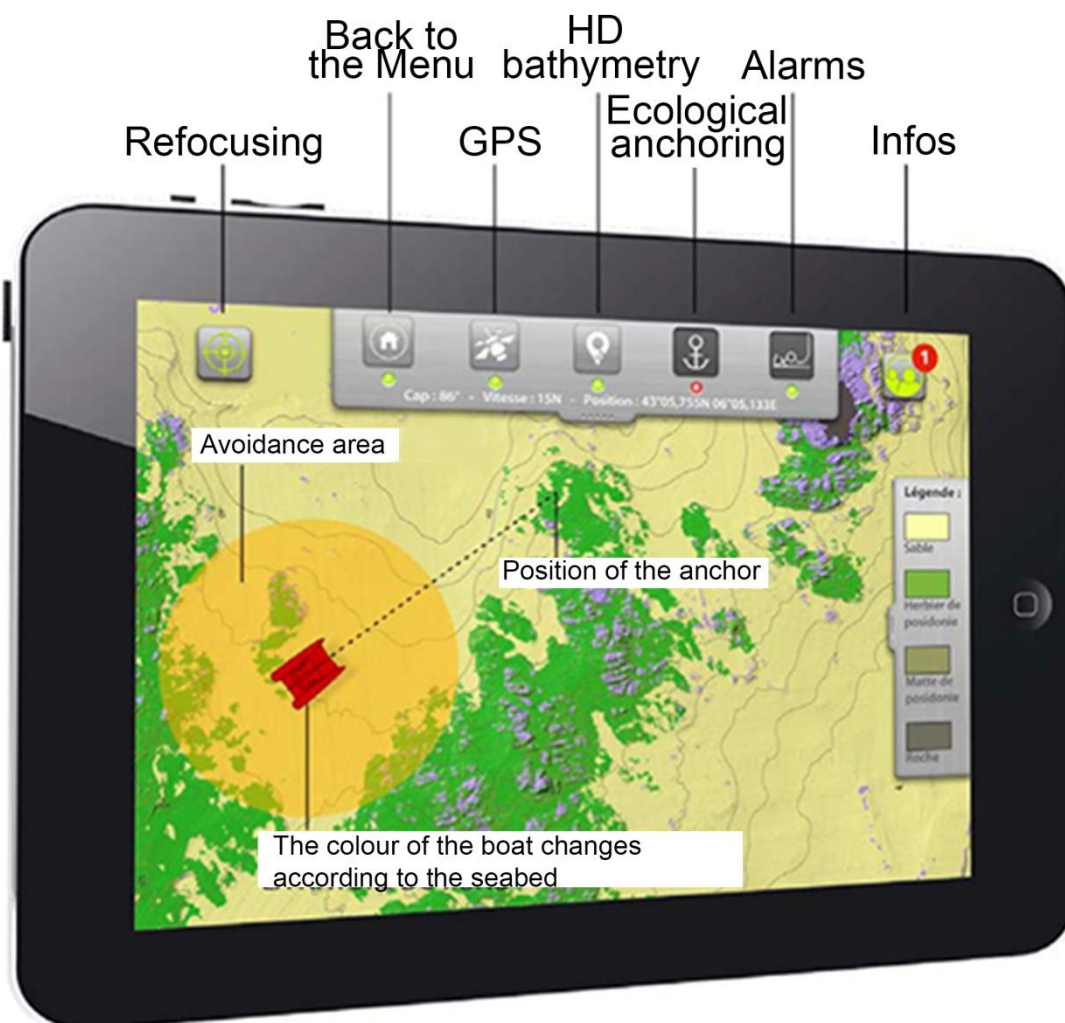 Back to
the Menu
HD
bathymetry
Alarms
Refocusing
GPS
Ecological
anchoring
Infos
1
Cap : 86° - Vitesse : 15N - Position : 43°05,755N 06°05,133E
Avoidance area
Légende :
Sable
Position of the anchor
Herbier de
posidonie
Matte de
posidonie
Roche
The colour of the boat changes
according to the seabed